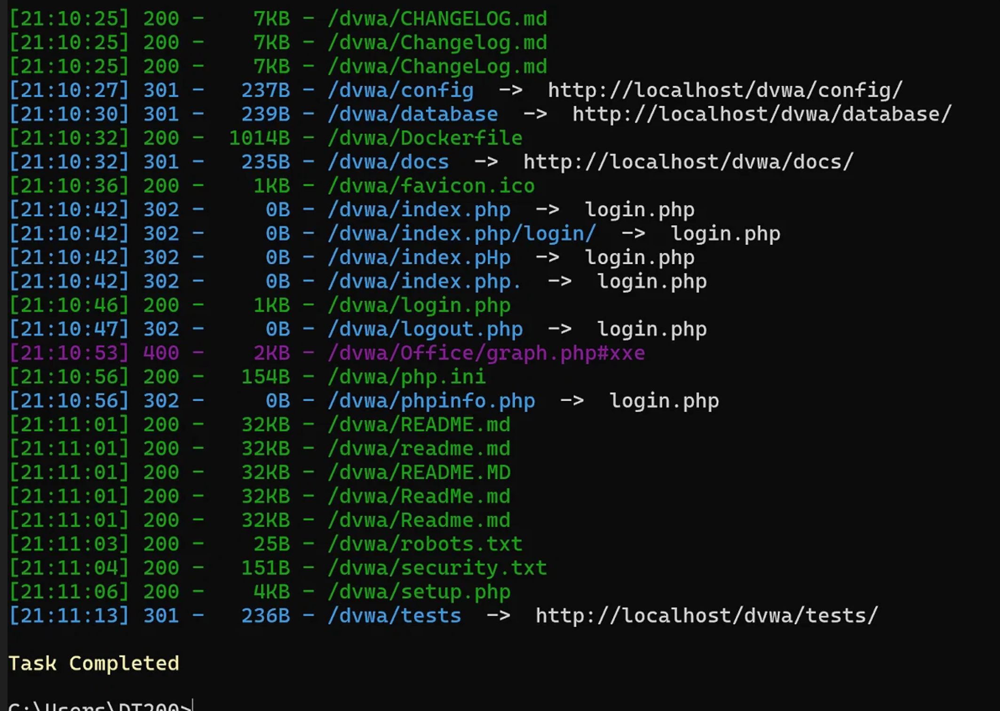 [21:10:25] 200 -     7KB - /dvwa/CHANGELOG.md
[21:10:25] 200 -     7KB - /dvwa/Changelog.md
[21:10:25] 200 -     7KB - /dvwa/ChangeLog.md
[21:10:27] 301 -    237B - /dvwa/config  ->  http://localhost/dvwa/config/
[21:10:30] 301 -    239B - /dvwa/database  ->  http://localhost/dvwa/database/
[21:10:32] 200 -   1014B - /dvwa/Dockerfile
[21:10:32] 301 -    235B - /dvwa/docs  ->  http://localhost/dvwa/docs/
[21:10:36] 200 -     1KB - /dvwa/favicon.ico
[21:10:42] 302 -      0B - /dvwa/index.php  ->  login.php
[21:10:42] 302 -      0B - /dvwa/index.php/login/  ->  login.php
[21:10:42] 302 -      0B - /dvwa/index.pHp  ->  login.php
[21:10:42] 302 -      0B - /dvwa/index.php.  ->  login.php
[21:10:46] 200 -     1KB - /dvwa/login.php
[21:10:47] 302 -      0B - /dvwa/logout.php  ->  login.php
[21:10:53] 400 -     2KB - /dvwa/Office/graph.php#xxe
[21:10:56] 200 -    154B - /dvwa/php.ini
[21:10:56] 302 -      0B - /dvwa/phpinfo.php  ->  login.php
[21:11:01] 200 -    32KB - /dvwa/README.md
[21:11:01] 200 -    32KB - /dvwa/readme.md
[21:11:01] 200 -    32KB - /dvwa/README.MD
[21:11:01] 200 -    32KB - /dvwa/ReadMe.md
[21:11:01] 200 -    32KB - /dvwa/Readme.md
[21:11:03] 200 -     25B - /dvwa/robots.txt
[21:11:04] 200 -    151B - /dvwa/security.txt
[21:11:06] 200 -     4KB - /dvwa/setup.php
[21:11:13] 301 -    236B - /dvwa/tests  ->  http://localhost/dvwa/tests/
Task Completed
C:\Users\DT200>